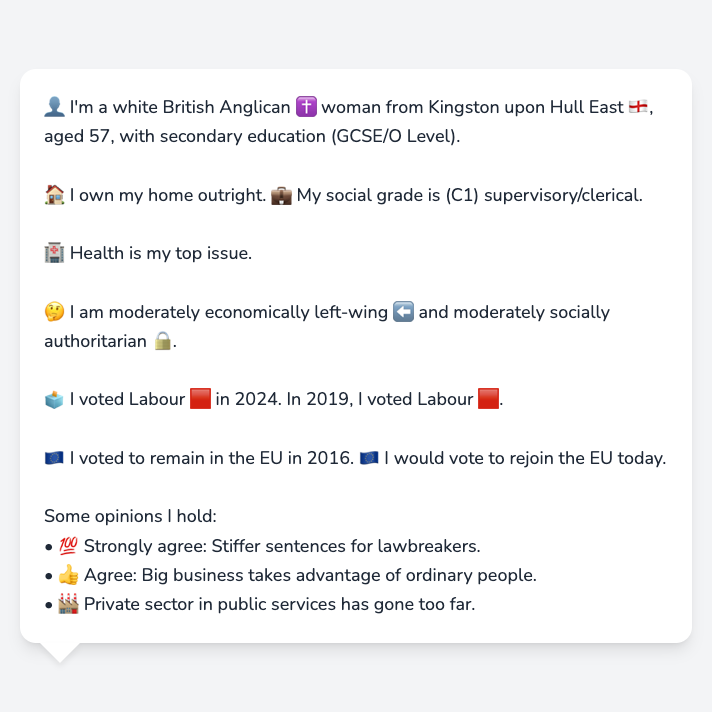 👤 I'm a white British Anglican ✝️ woman from Kingston upon Hull East 🏴󠁧󠁢󠁥󠁮󠁧󠁿,
aged 57, with secondary education (GCSE/O Level).
🏠 I own my home outright. 💼 My social grade is (C1) supervisory/clerical.
🏥 Health is my top issue.
🤔 I am moderately economically left-wing ⬅️ and moderately socially
authoritarian 🔒.
🗳️ I voted Labour 🟥 in 2024. In 2019, I voted Labour 🟥.
🇪🇺 I voted to remain in the EU in 2016. 🇪🇺 I would vote to rejoin the EU today.
Some opinions I hold:
• 💯 Strongly agree: Stiffer sentences for lawbreakers.
• 👍 Agree: Big business takes advantage of ordinary people.
• 🏭 Private sector in public services has gone too far.